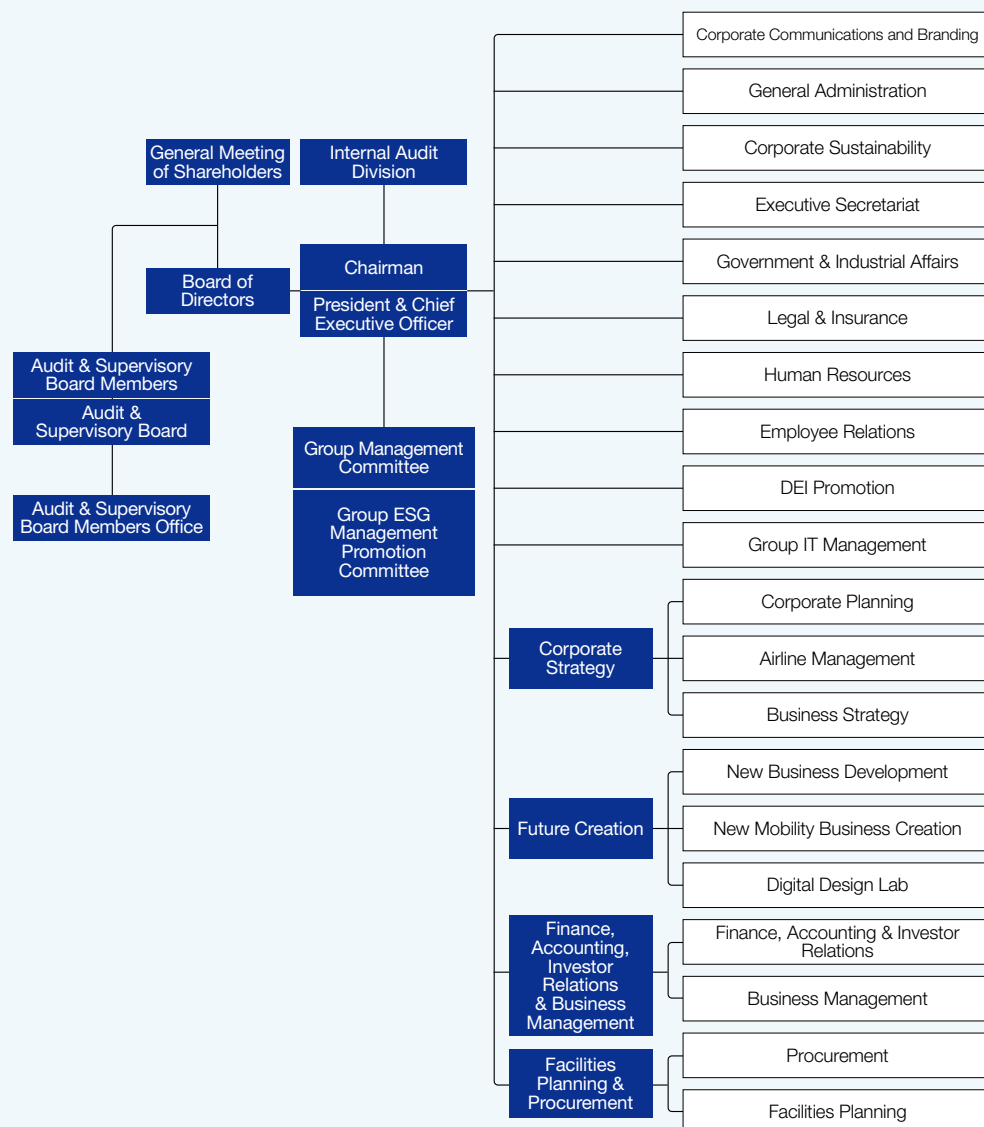 General Meeting
of Shareholders
Internal Audit
Division
Board of
Directors
Chairman
President & Chief
Executive Officer
Audit & Supervisory
Board Members
Audit &
Supervisory Board
Audit & Supervisory
Board Members Office
Group Management
Committee
Group ESG
Management
Promotion
Committee
Corporate Communications and Branding
General Administration
Corporate Sustainability
Executive Secretariat
Government & Industrial Affairs
Legal & Insurance
Human Resources
Employee Relations
DEI Promotion
Group IT Management
Corporate
Strategy
Corporate Planning
Airline Management
Business Strategy
Future Creation
New Business Development
New Mobility Business Creation
Digital Design Lab
Finance,
Accounting,
Investor
Relations
& Business
Management
Finance, Accounting & Investor
Relations
Business Management
Facilities
Planning &
Procurement
Procurement
Facilities Planning